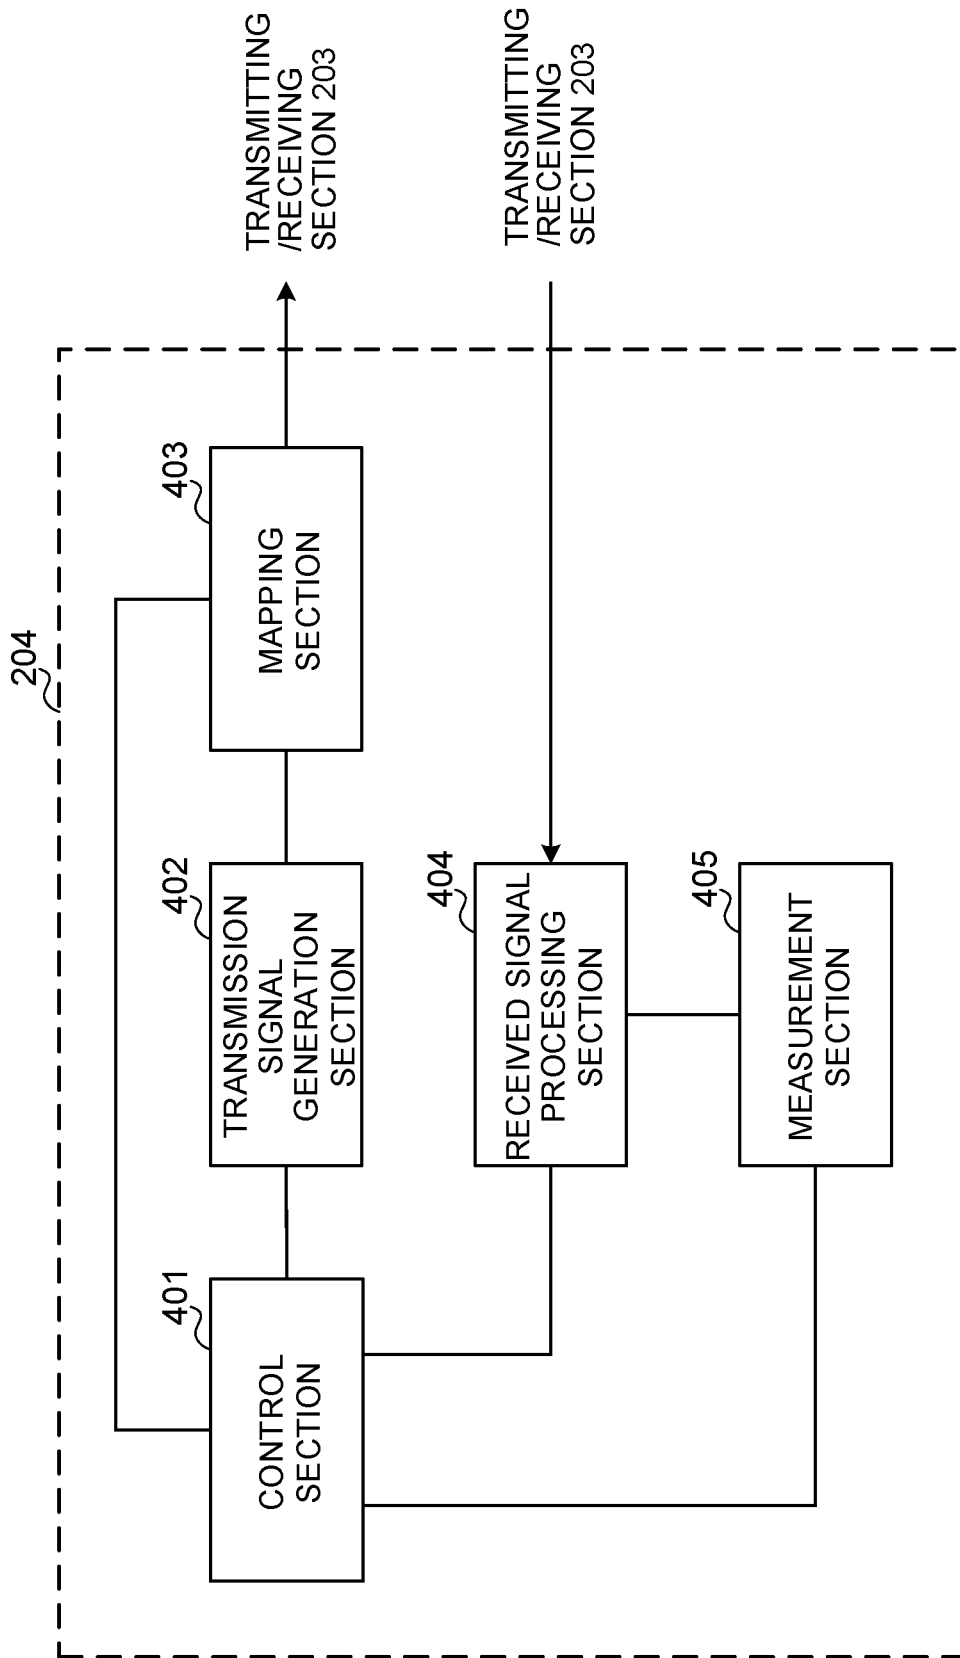 204
401
CONTROL
SECTION
402
TRANSMISSION
SIGNAL
GENERATION
SECTION
403
MAPPING
SECTION
TRANSMITTING
/RECEIVING
SECTION 203
404
RECEIVED SIGNAL
PROCESSING
SECTION
TRANSMITTING
/RECEIVING
SECTION 203
405
MEASUREMENT
SECTION